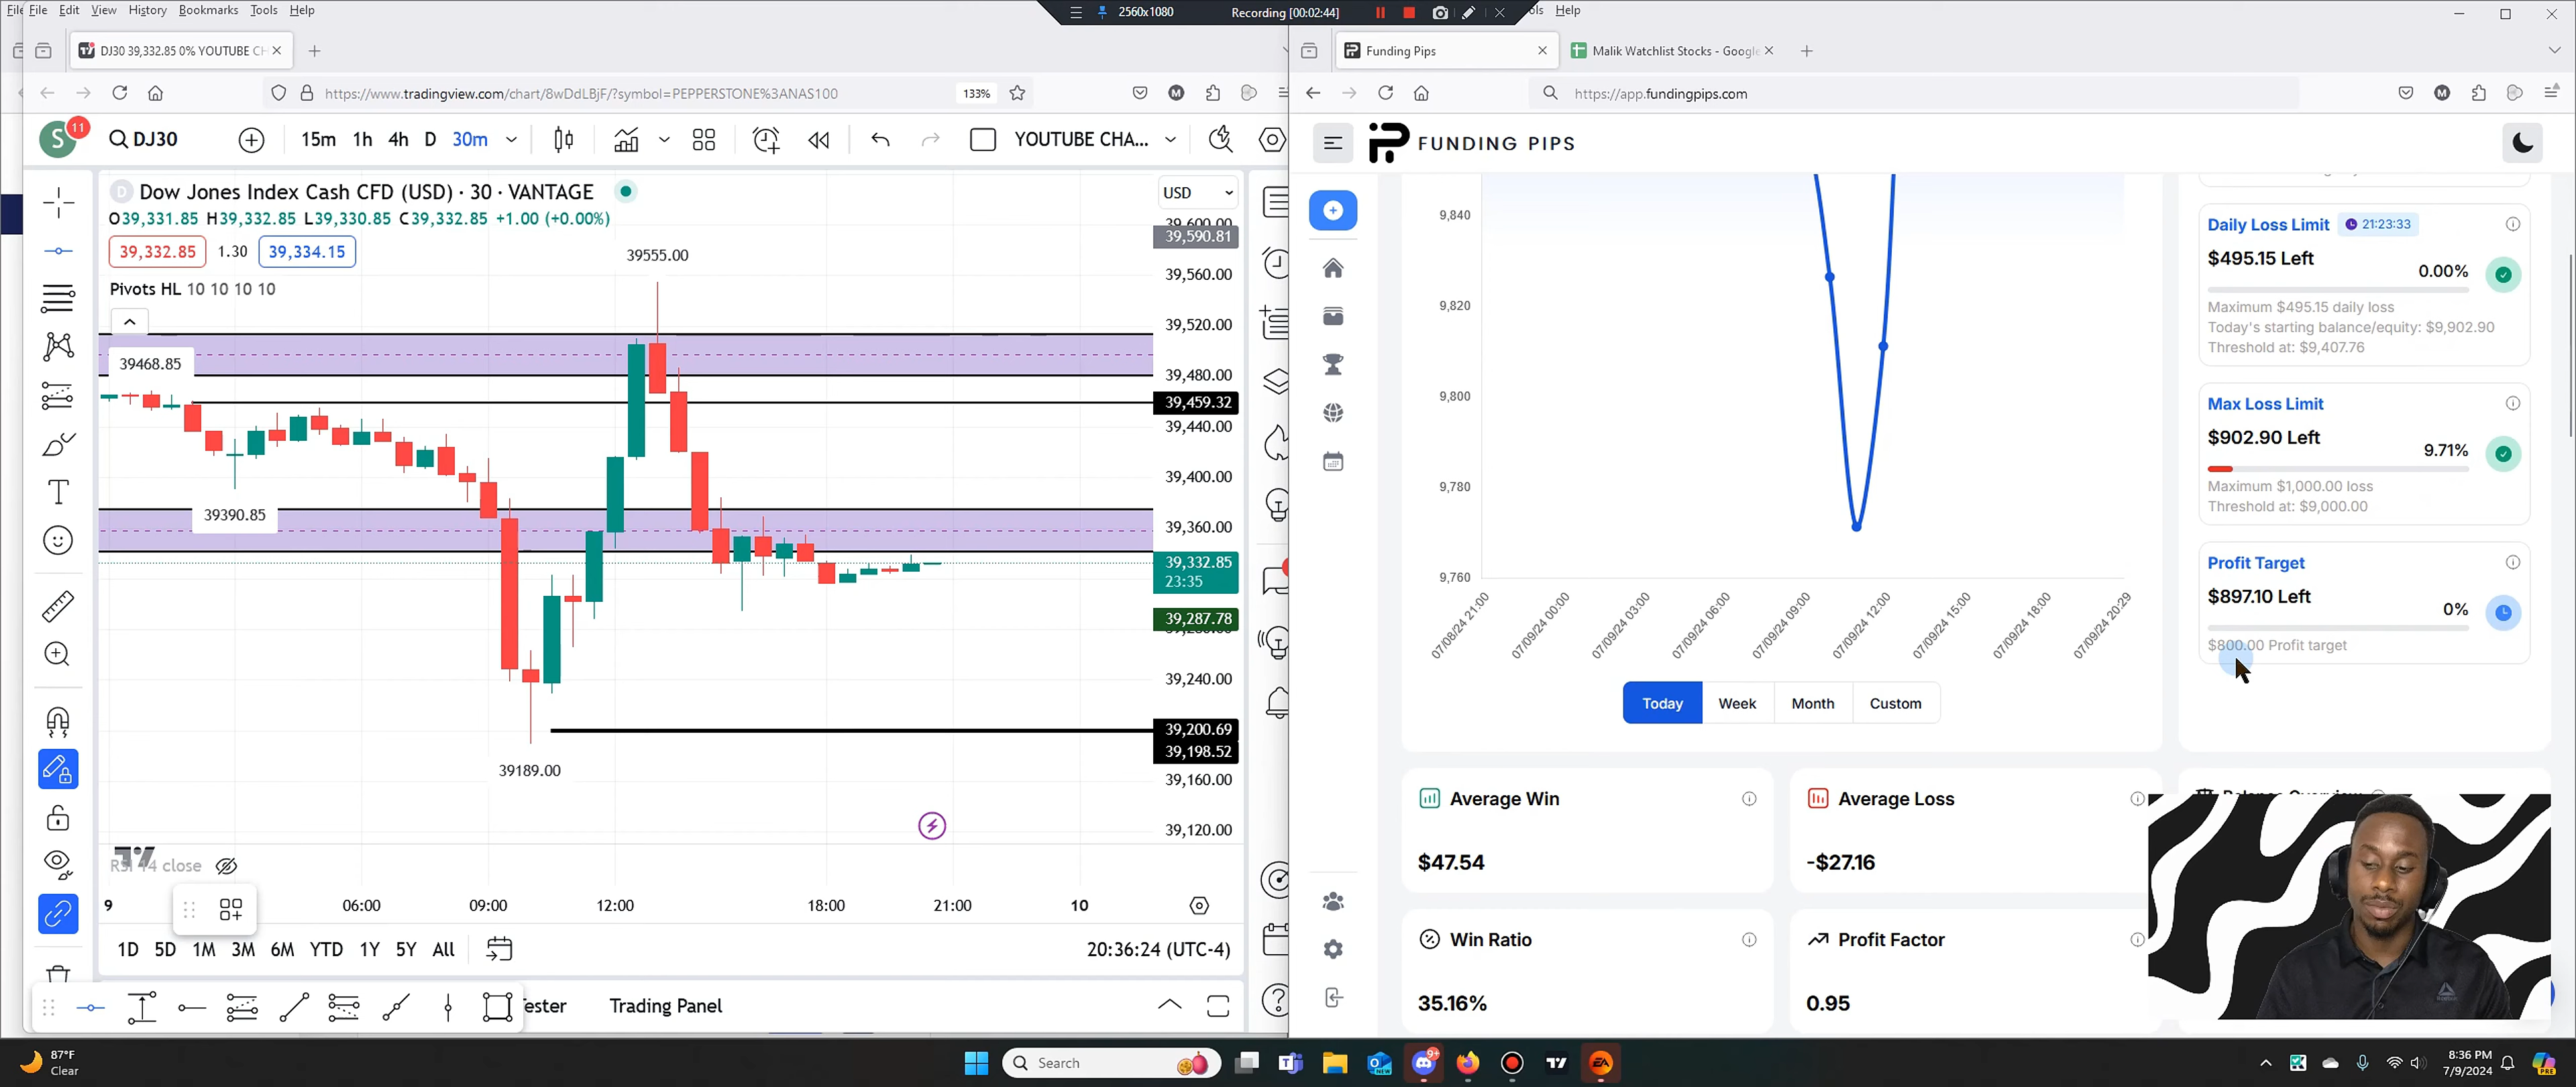 File File Edit View History Bookmarks Tools Help
2560x1080 Recording [00:02:44]
ols Help
DJ30 39,332.85 0% YOUTUBE CH
Funding Pips
Malik Watchlist Stocks - Google
https://www.tradingview.com/chart/8wDdLBjF/?symbol=PEPPERSTONE%3ANAS100
133%
https://app.fundingpips.com
S 11
DJ30
15m 1h 4h D 30m
YOUTUBE CHA...
FUNDING PIPS
D Dow Jones Index Cash CFD (USD) · 30 · VANTAGE
USD
O39,331.85 H39,332.85 L39,330.85 C39,332.85 +1.00 (+0.00%)
39,332.85 1.30 39,334.15
Pivots HL 10 10 10 10
39555.00
39468.85
39390.85
39189.00
39,600.00
39,590.81
39,560.00
39,520.00
39,480.00
39,459.32
39,440.00
39,400.00
39,360.00
39,332.85
23:35
39,287.78
39,240.00
39,200.69
39,198.52
39,160.00
39,120.00
RSI 14 close
9 06:00 09:00 12:00 18:00 21:00 10
1D 5D 1M 3M 6M YTD 1Y 5Y All
20:36:24 (UTC-4)
ester Trading Panel
9,840
9,820
9,800
9,780
9,760
07/08/24 21:00
07/09/24 00:00
07/09/24 03:00
07/09/24 06:00
07/09/24 09:00
07/09/24 12:00
07/09/24 15:00
07/09/24 18:00
07/09/24 20:29
Today Week Month Custom
Daily Loss Limit 21:23:33
$495.15 Left
0.00%
Maximum $495.15 daily loss
Today's starting balance/equity: $9,902.90
Threshold at: $9,407.76
Max Loss Limit
$902.90 Left
9.71%
Maximum $1,000.00 loss
Threshold at: $9,000.00
Profit Target
$897.10 Left
0%
$800.00 Profit target
Average Win
$47.54
Average Loss
-$27.16
Win Ratio
35.16%
Profit Factor
0.95
87°F
Clear
Search
8:36 PM
7/9/2024